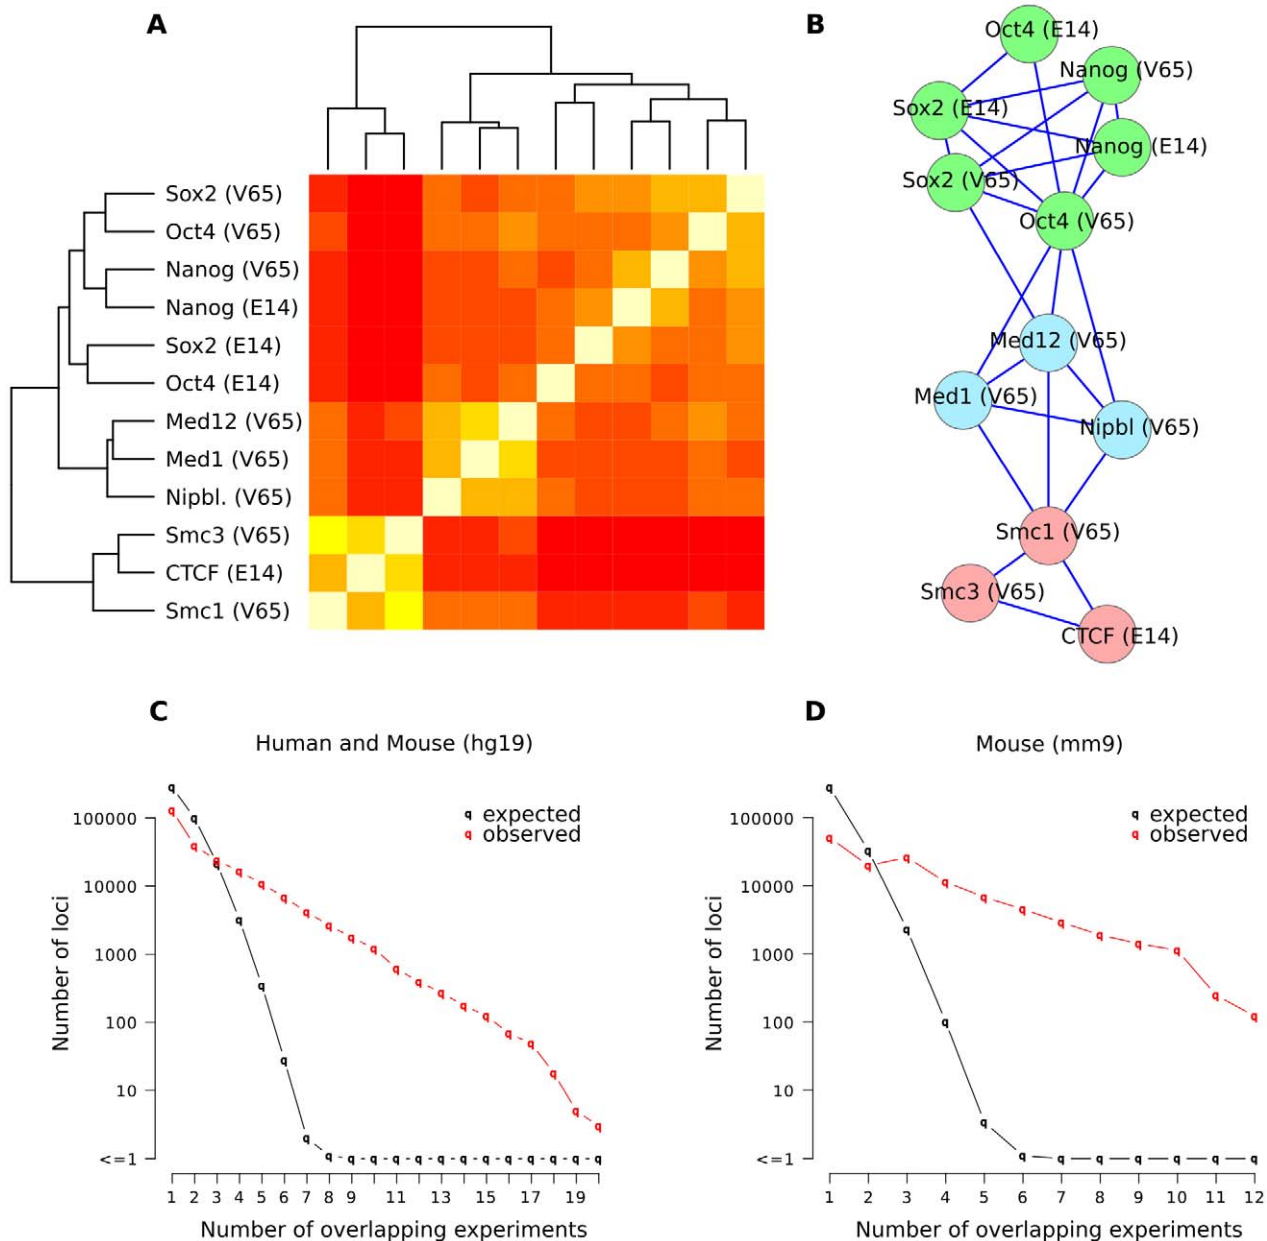 A
Sox2 (V65)
Oct4 (V65)
Nanog (V65)
Nanog (E14)
Sox2 (E14)
Oct4 (E14)
Med12 (V65)
Med1 (V65)
Nipbl. (V65)
Smc3 (V65)
CTCF (E14)
Smc1 (V65)
B
Oct4 (E14)
Nanog (V65)
Sox2 (E14)
Nanog (E14)
Sox2 (V65)
Oct4 (V65)
Med12 (V65)
Med1 (V65)
Nipbl (V65)
Smc1 (V65)
Smc3 (V65)
CTCF (E14)
C
Human and Mouse (hg19)
q expected
q observed
Number of loci
100000
10000
1000
100
10
<=1
1 2 3 4 5 6 7 8 9 11 13 15 17 19
Number of overlapping experiments
D
Mouse (mm9)
q expected
q observed
Number of loci
100000
10000
1000
100
10
<=1
1 2 3 4 5 6 7 8 9 10 11 12
Number of overlapping experiments